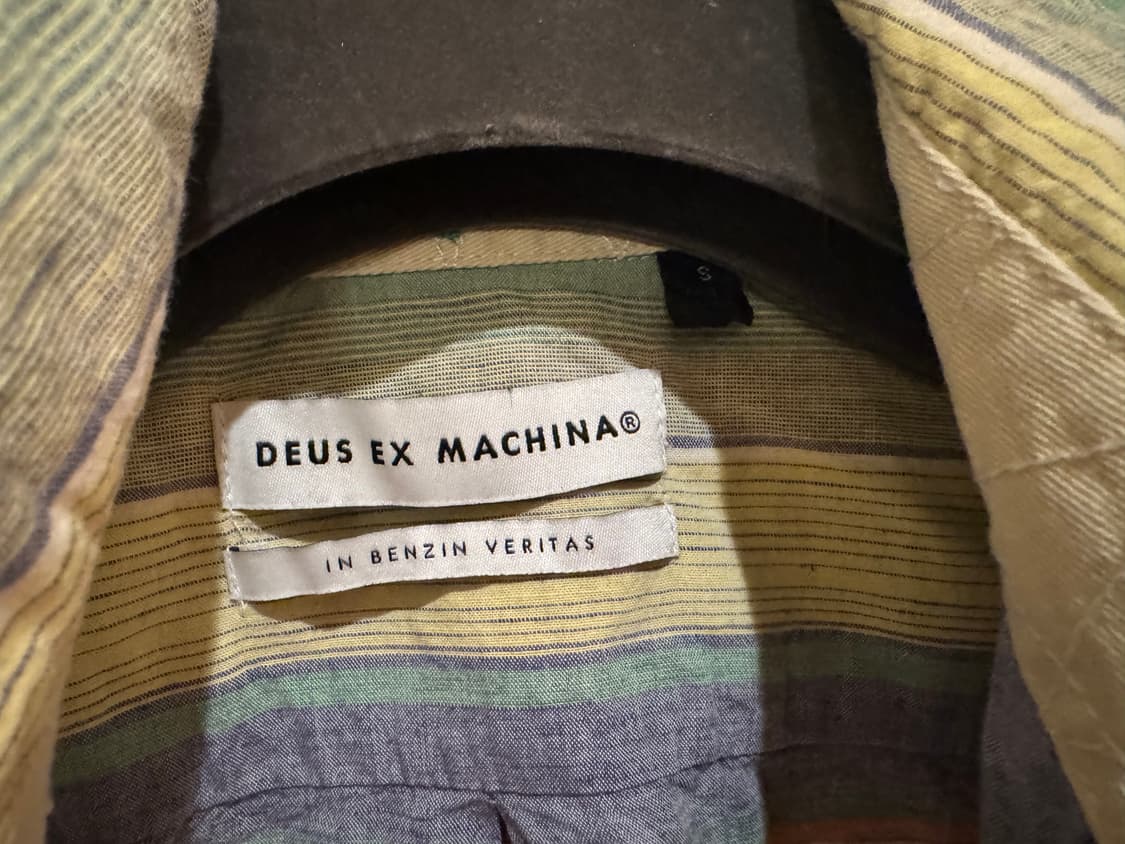 S
DEUS EX MACHINA®
IN BENZIN VERITAS